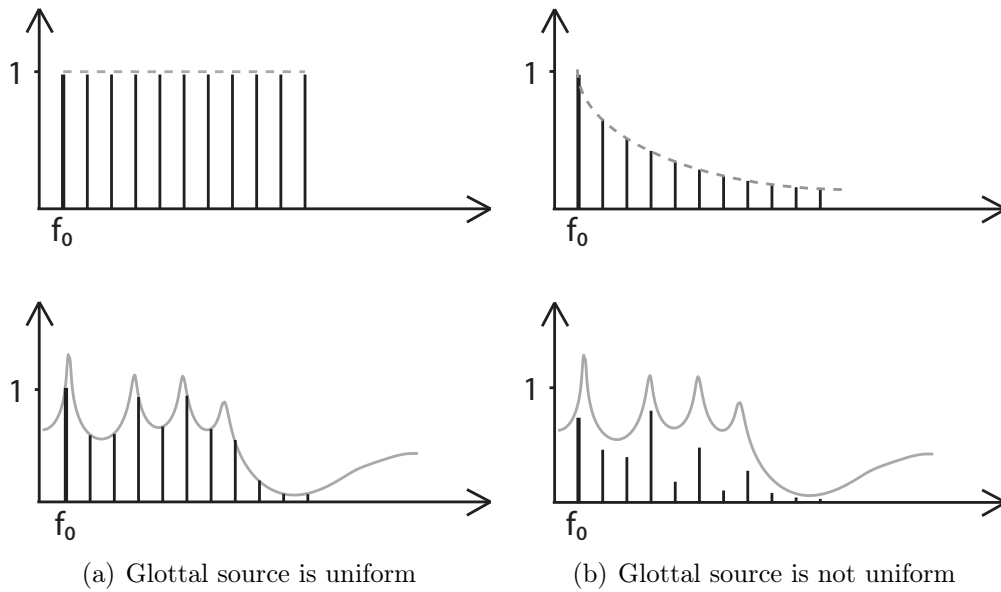 1
f₀
1
f₀
1
f₀
1
f₀
(a) Glottal source is uniform
(b) Glottal source is not uniform